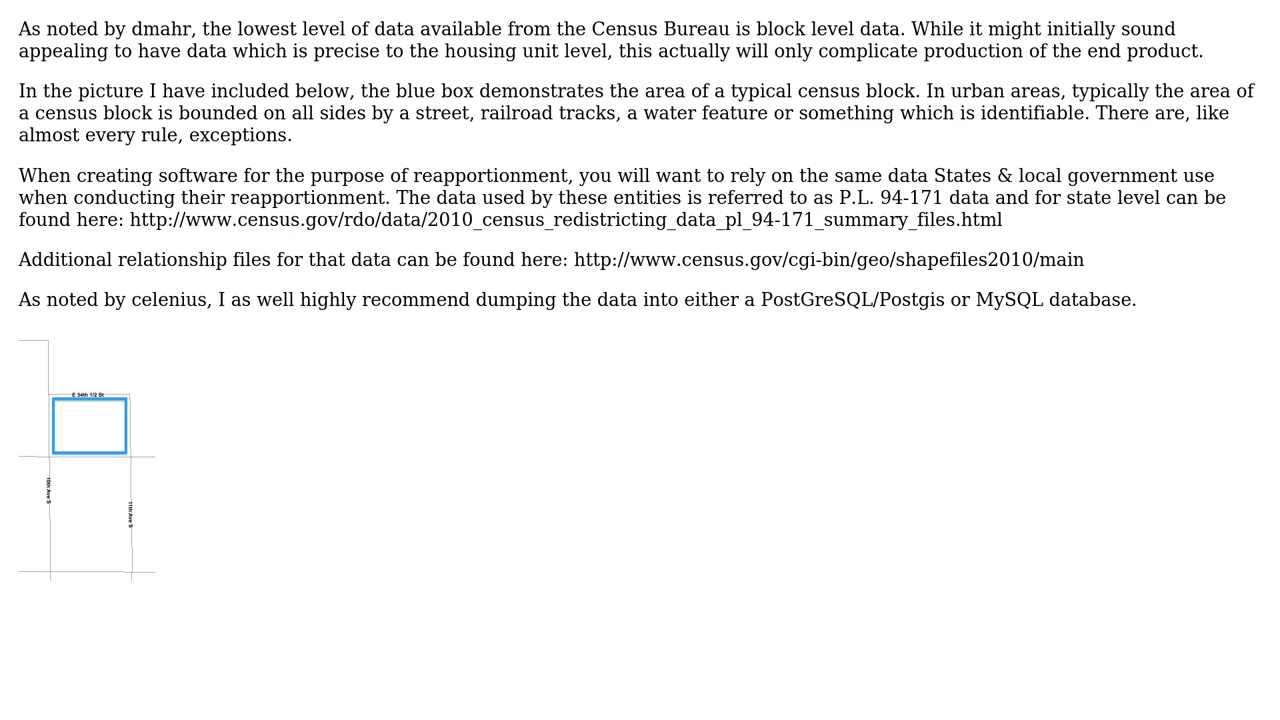 As noted by dmahr, the lowest level of data available from the Census Bureau is block level data. While it might initially sound
appealing to have data which is precise to the housing unit level, this actually will only complicate production of the end product.
In the picture I have included below, the blue box demonstrates the area of a typical census block. In urban areas, typically the area of
a census block is bounded on all sides by a street, railroad tracks, a water feature or something which is identifiable. There are, like
almost every rule, exceptions.
When creating software for the purpose of reapportionment, you will want to rely on the same data States & local government use
when conducting their reapportionment. The data used by these entities is referred to as P.L. 94-171 data and for state level can be
found here: http://www.census.gov/rdo/data/2010_census_redistricting_data_pl_94-171_summary_files.html
Additional relationship files for that data can be found here: http://www.census.gov/cgi-bin/geo/shapefiles2010/main
As noted by celenius, I as well highly recommend dumping the data into either a PostGreSQL/Postgis or MySQL database.
E 34th 1/2 St
10th Ave S
11th Ave S